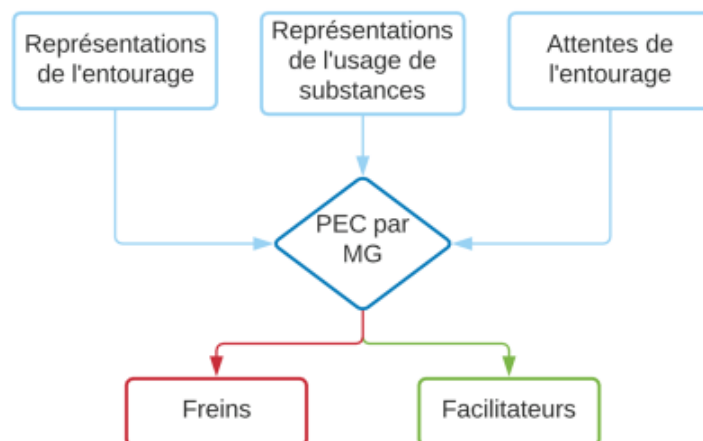 Représentations
de l'entourage
Représentations
de l'usage de
substances
Attentes de
l'entourage
PEC par
MG
Freins
Facilitateurs